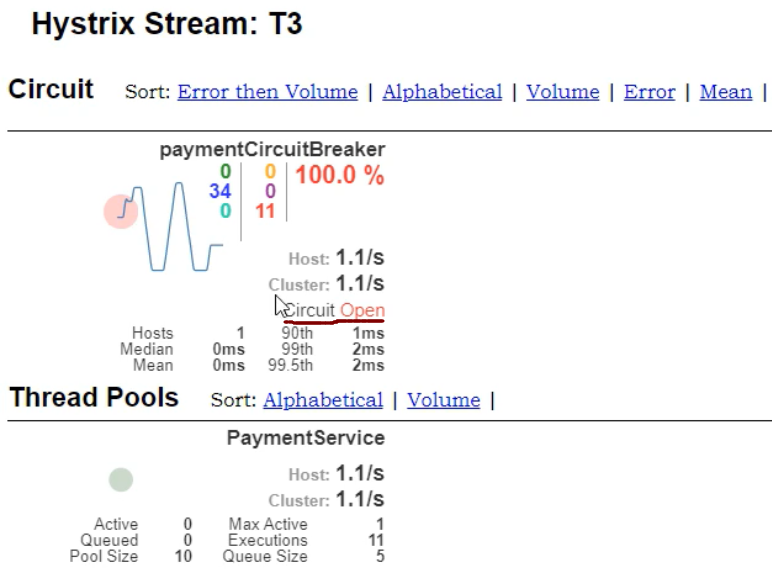 Hystrix Stream: T3
Circuit Sort: Error then Volume | Alphabetical | Volume | Error | Mean |
paymentCircuitBreaker
0 0 100.0 %
34 0
0 11
Host: 1.1/s
Cluster: 1.1/s
Circuit Open
Hosts 1 90th 1ms
Median 0ms 99th 2ms
Mean 0ms 99.5th 2ms
Thread Pools Sort: Alphabetical | Volume |
PaymentService
Host: 1.1/s
Cluster: 1.1/s
Active 0 Max Active 1
Queued 0 Executions 11
Pool Size 10 Queue Size 5